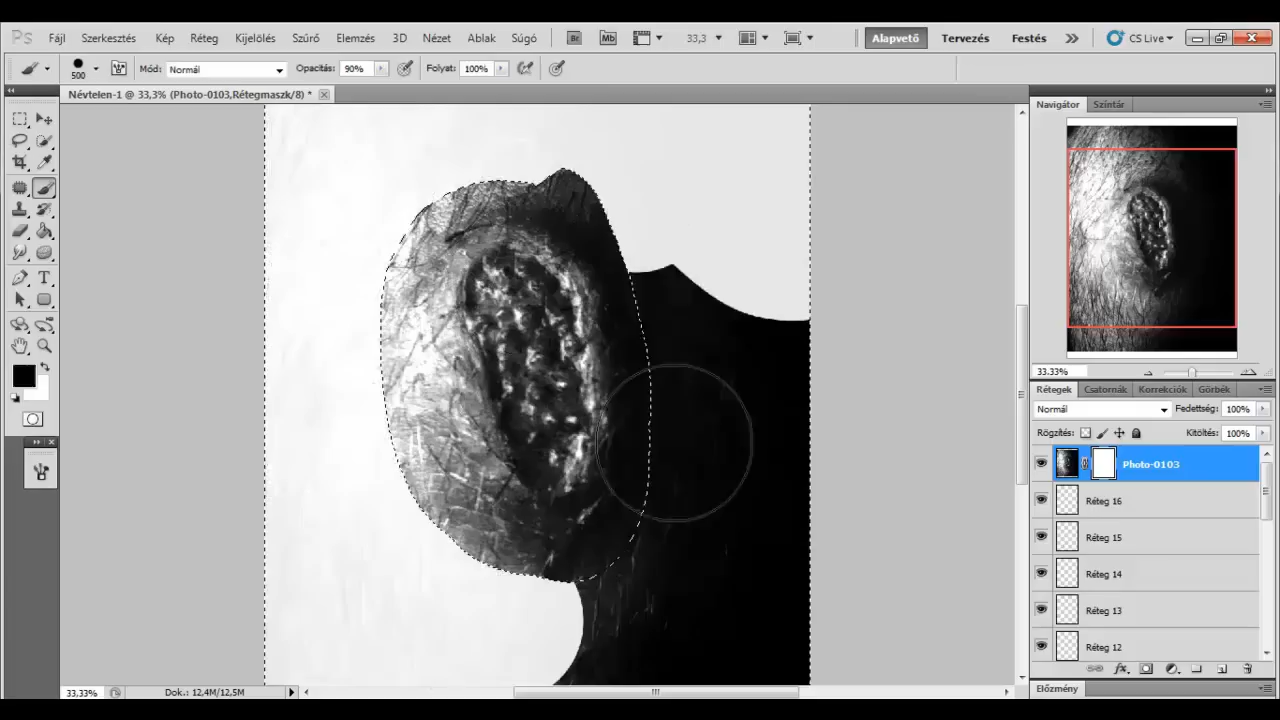 Ps Fájl Szerkesztés Kép Réteg Kijelölés Szűrő Elemzés 3D Nézet Ablak Súgó Br Mb 33,3 Alapvető Tervezés Festés CS Live
500 Mód: Normál Opacitás: 90% Folyat: 100%
Névtelen-1 @ 33,3% (Photo-0103,Rétegmaszk/8) *
Navigátor Színtár
33.33%
Rétegek Csatornák Korrekciók Görbék
Normál Fedettség: 100%
Rögzítés: Kitöltés: 100%
Photo-0103
Réteg 16
Réteg 15
Réteg 14
Réteg 13
Réteg 12
Előzmény
33,33% Dok.: 12,4M/12,5M